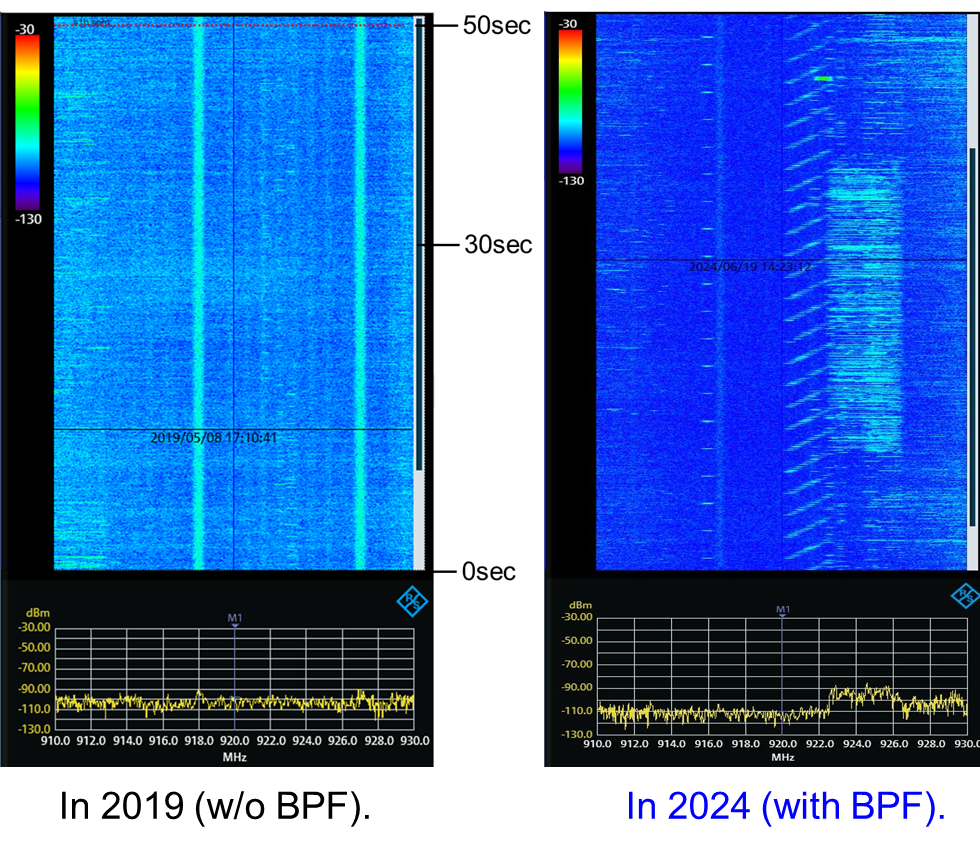 -30
-130
50sec
30sec
0sec
2019/05/08 17:10:41
R&S
M1
dBm
-30.00
-50.00
-70.00
-90.00
-110.0
-130.0
910.0 912.0 914.0 916.0 918.0 920.0 922.0 924.0 926.0 928.0 930.0
MHz
In 2019 (w/o BPF).
-30
-130
2024/06/19 14:23:12
R&S
M1
dBm
-30.00
-50.00
-70.00
-90.00
-110.0
-130.0
910.0 912.0 914.0 916.0 918.0 920.0 922.0 924.0 926.0 928.0 930.0
MHz
In 2024 (with BPF).